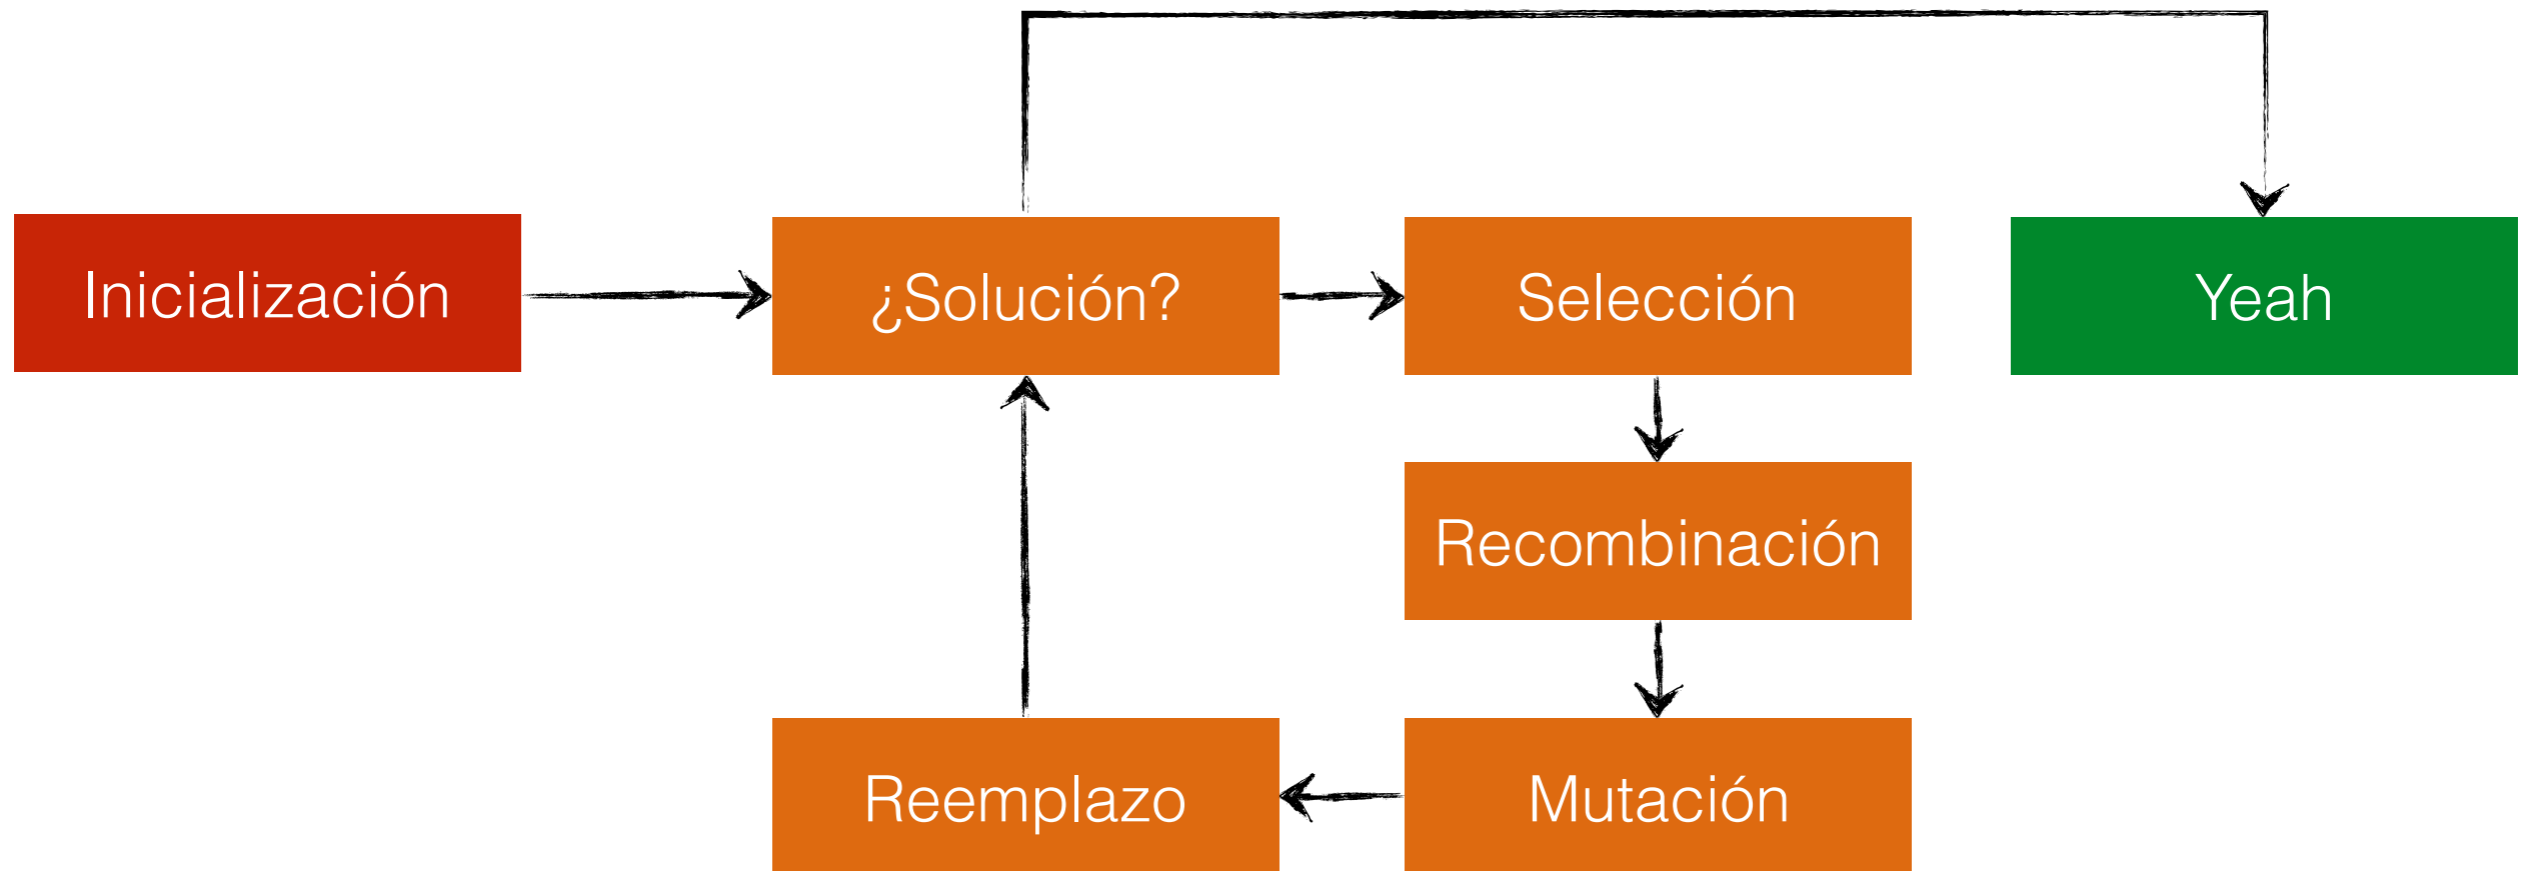 Inicialización
¿Solución?
Selección
Yeah
Recombinación
Reemplazo
Mutación